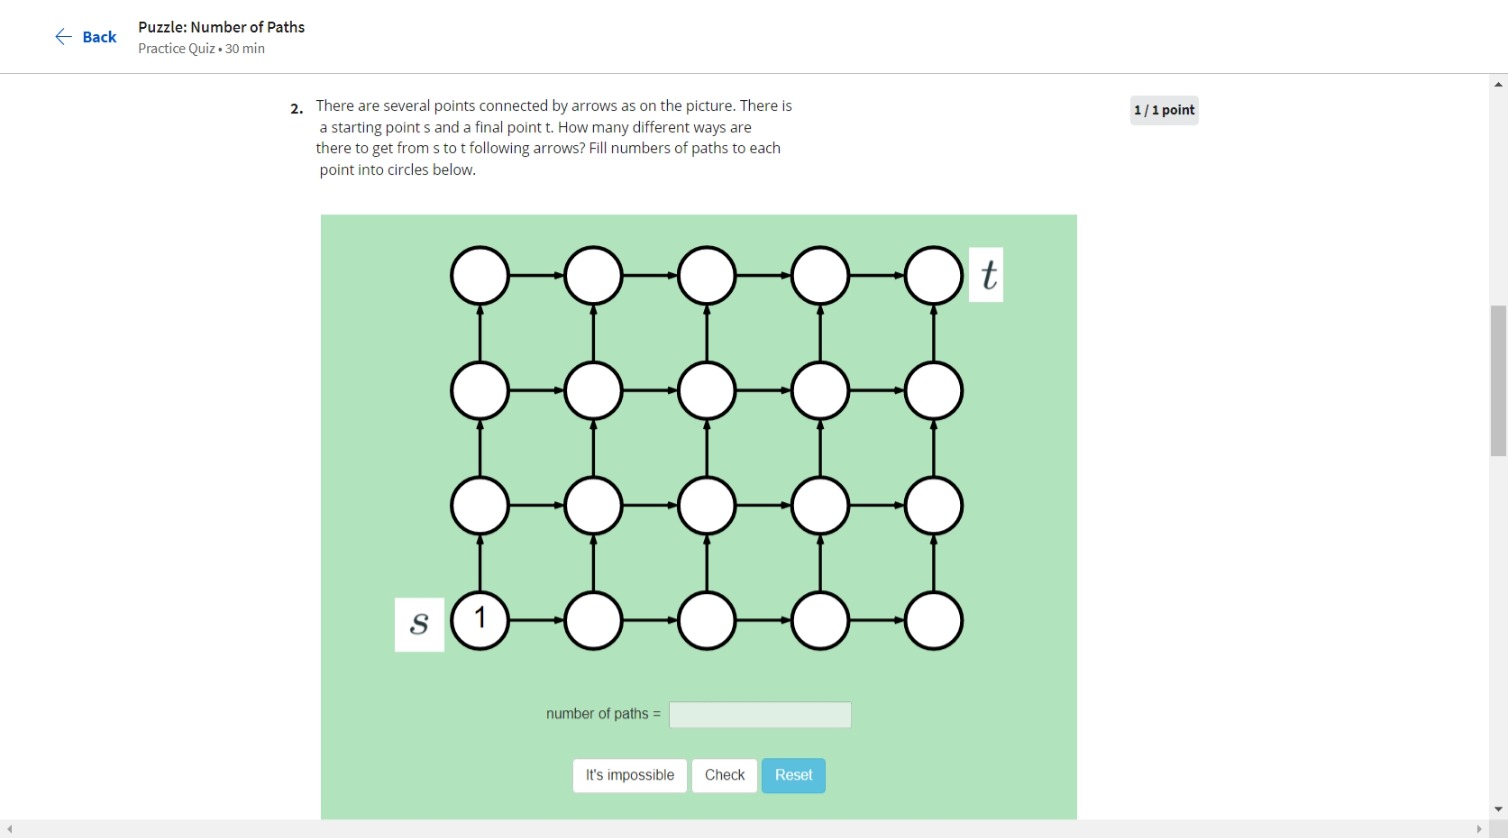 Back
Puzzle: Number of Paths
Practice Quiz • 30 min
2. There are several points connected by arrows as on the picture. There is
a starting point s and a final point t. How many different ways are
there to get from s to t following arrows? Fill numbers of paths to each
point into circles below.
1 / 1 point
t
s
1
number of paths =
It's impossible
Check
Reset